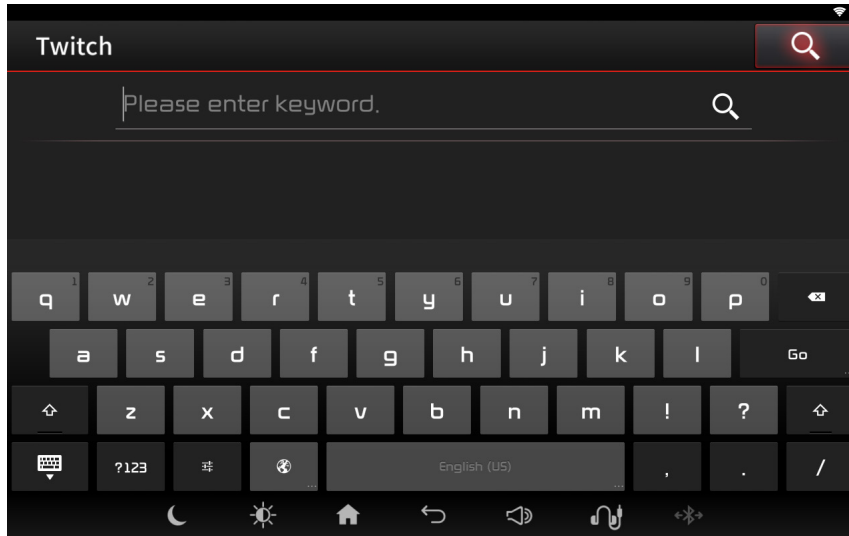 Twitch
Please enter keyword.
q 1 w 2 e 3 r 4 t 5 y 6 u 7 i 8 o 9 p 0
a s d f g h j k l Go
z x c v b n m ! ?
?123 English (US) , . /